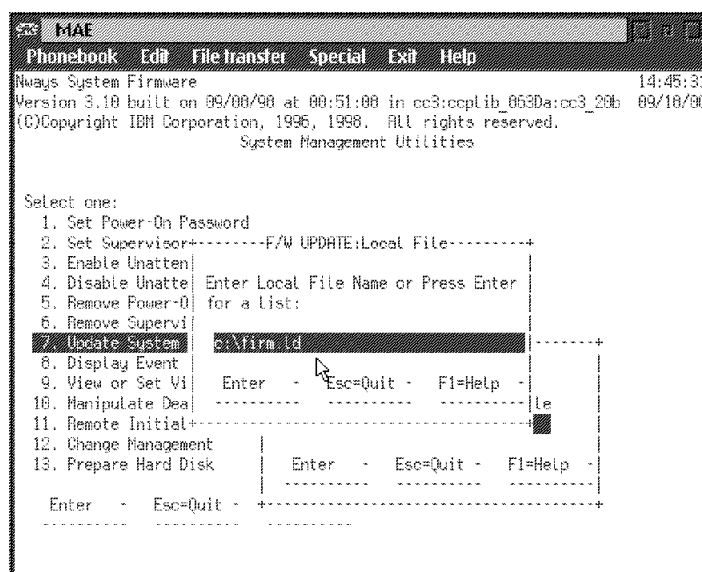 MAE
Phonebook Edit File transfer Special Exit Help
Nways System Firmware 14:45:33
Version 3.10 built on 09/08/98 at 00:51:08 in cc3:ccplib_063Da:cc3_20b 09/10/00
(C)Copyright IBM Corporation, 1996, 1998. All rights reserved.
System Management Utilities
Select one:
1. Set Power-On Password
2. Set Supervisor+--------F/W UPDATE:Local File---------+
3. Enable Unatten|
4. Disable Unatte| Enter Local File Name or Press Enter |
5. Remove Power-O| for a list:
6. Remove Supervi|
7. Update System | c:\firm.ld
8. Display Event
9. View or Set Vi| Enter - Esc=Quit - F1=Help -|
10. Manipulate Dea| le
11. Remote Initial+
12. Change Management
13. Prepare Hard Disk | Enter - Esc=Quit - F1=Help -|
Enter - Esc=Quit -